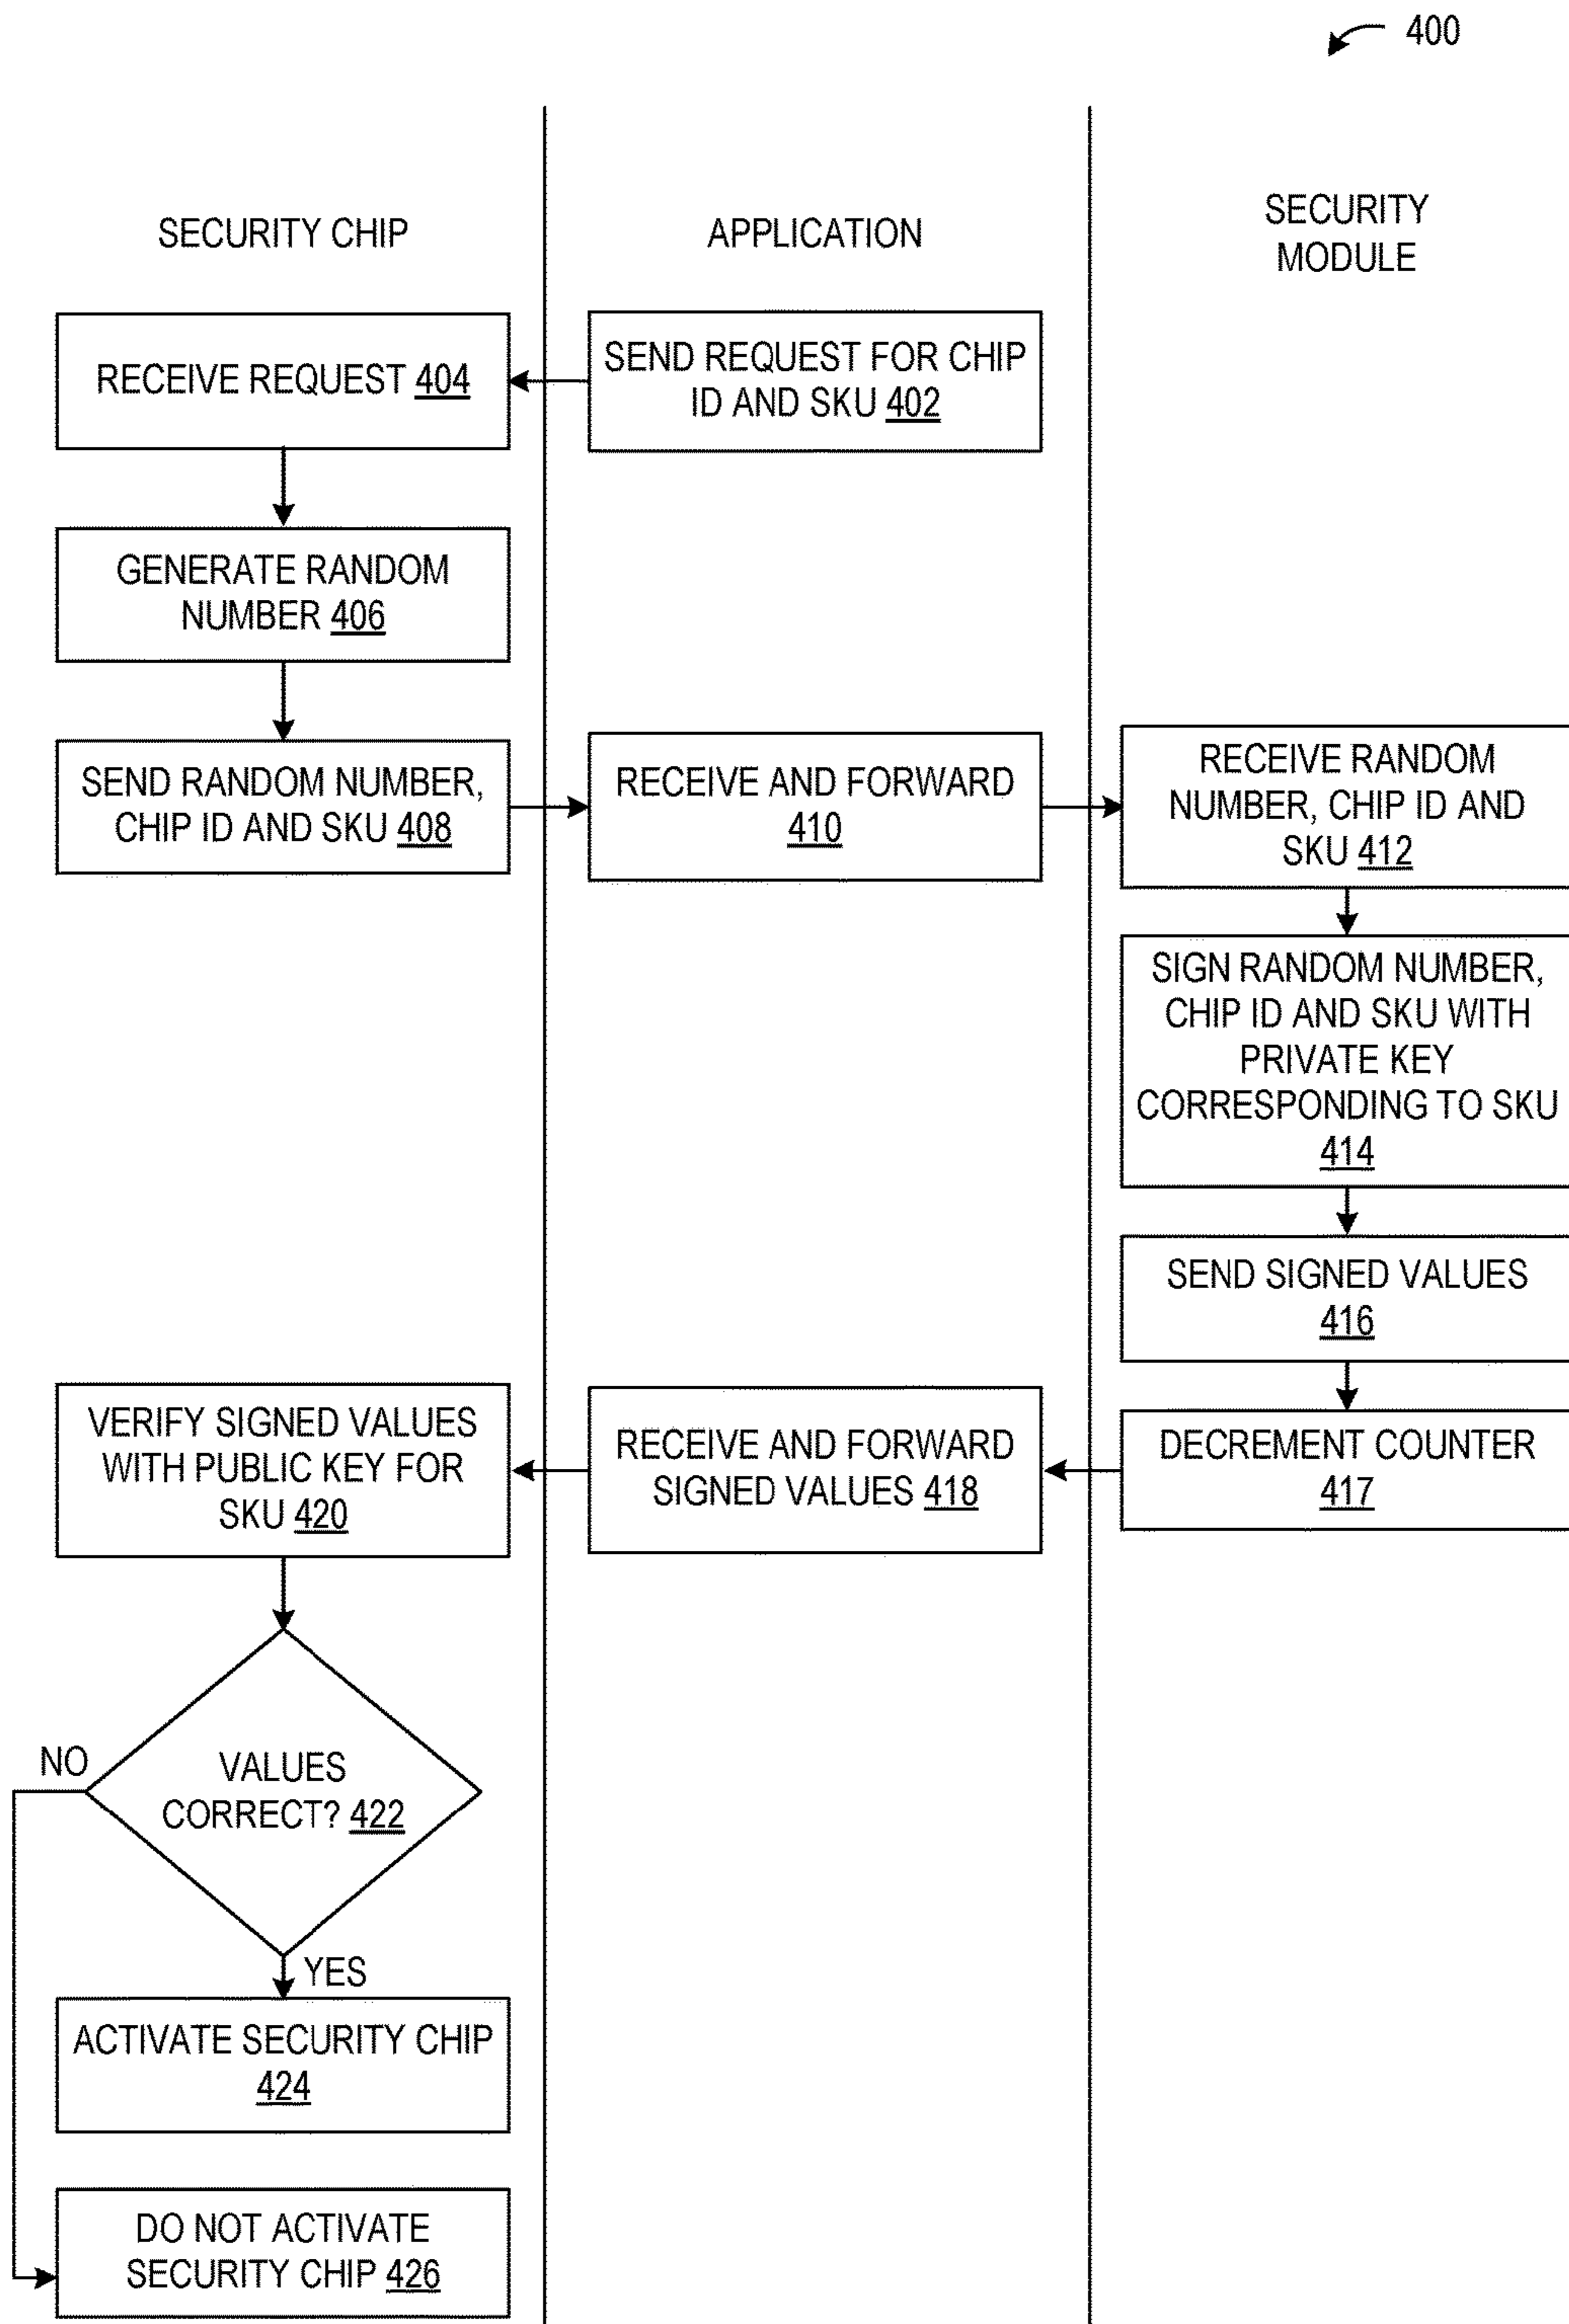 400
SECURITY CHIP
APPLICATION
SECURITY
MODULE
RECEIVE REQUEST 404
SEND REQUEST FOR CHIP
ID AND SKU 402
GENERATE RANDOM
NUMBER 406
SEND RANDOM NUMBER,
CHIP ID AND SKU 408
RECEIVE AND FORWARD
410
RECEIVE RANDOM
NUMBER, CHIP ID AND
SKU 412
SIGN RANDOM NUMBER,
CHIP ID AND SKU WITH
PRIVATE KEY
CORRESPONDING TO SKU
414
SEND SIGNED VALUES
416
DECREMENT COUNTER
417
RECEIVE AND FORWARD
SIGNED VALUES 418
VERIFY SIGNED VALUES
WITH PUBLIC KEY FOR
SKU 420
NO
VALUES
CORRECT? 422
YES
ACTIVATE SECURITY CHIP
424
DO NOT ACTIVATE
SECURITY CHIP 426